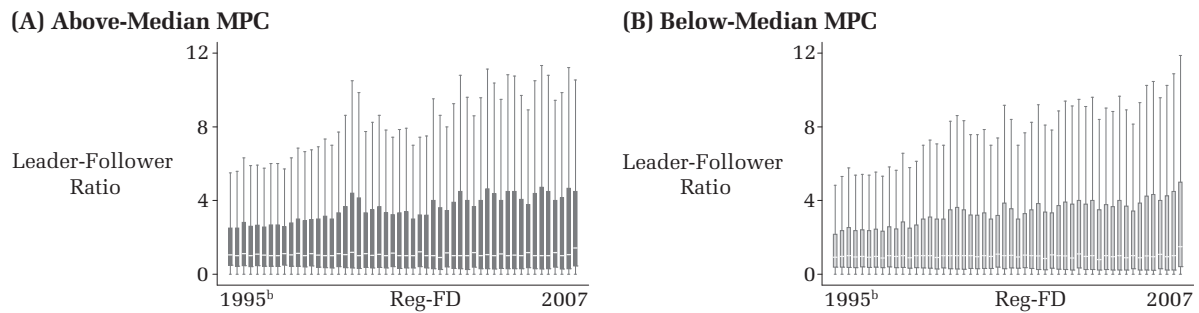 (A) Above-Median MPC
12
8
Leader-Follower
Ratio
4
0
1995ᵇ Reg-FD 2007
(B) Below-Median MPC
12
8
Leader-Follower
Ratio
4
0
1995ᵇ Reg-FD 2007